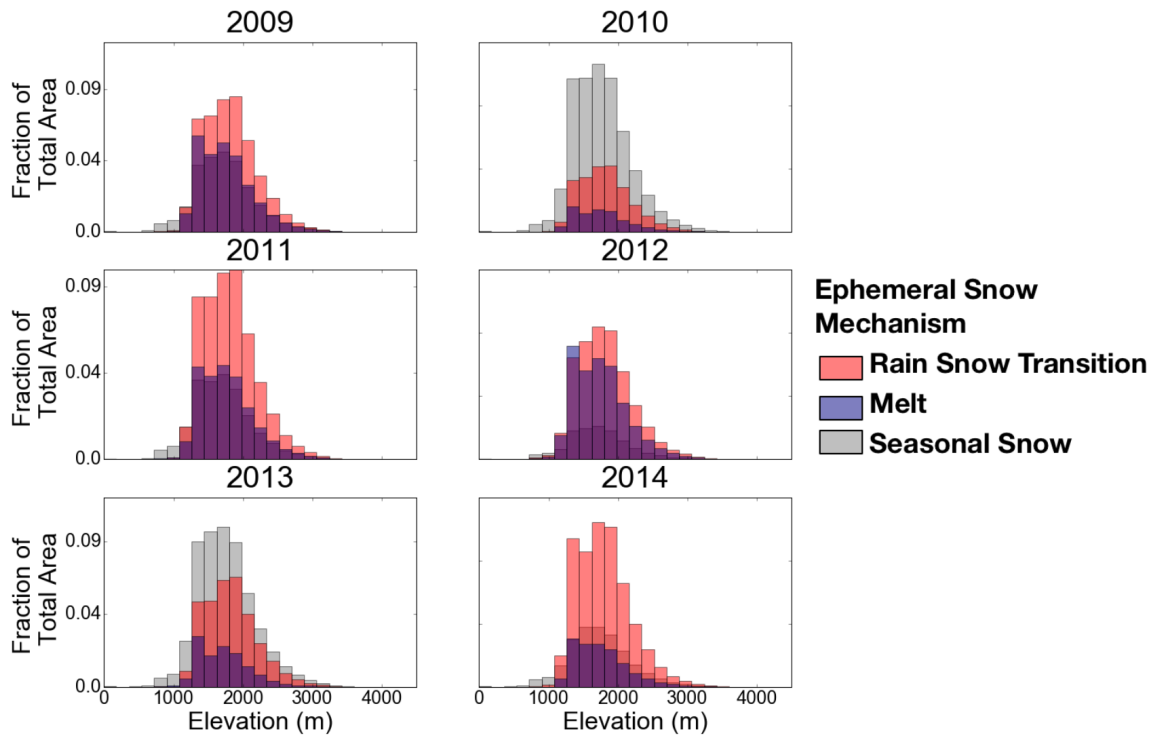 2009
2010
Fraction of
Total Area
0.09
0.04
0.0
2011
2012
Fraction of
Total Area
0.09
0.04
0.0
Ephemeral Snow
Mechanism
Rain Snow Transition
Melt
Seasonal Snow
2013
2014
Fraction of
Total Area
0.09
0.04
0.0
0 1000 2000 3000 4000
0 1000 2000 3000 4000
Elevation (m)
Elevation (m)